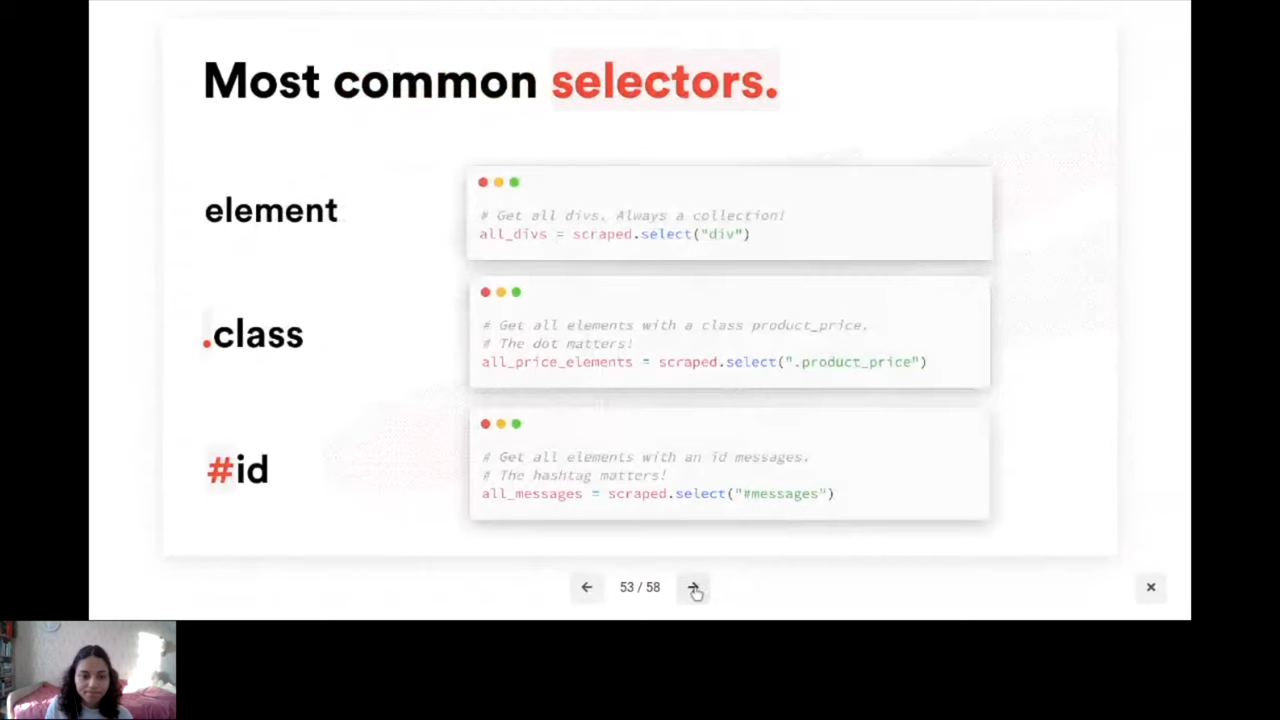 Most common selectors.
element
# Get all divs. Always a collection!
all_divs = scraped.select("div")
.class
# Get all elements with a class product_price.
# The dot matters!
all_price_elements = scraped.select(".product_price")
#id
# Get all elements with an id messages.
# The hashtag matters!
all_messages = scraped.select("#messages")
53 / 58